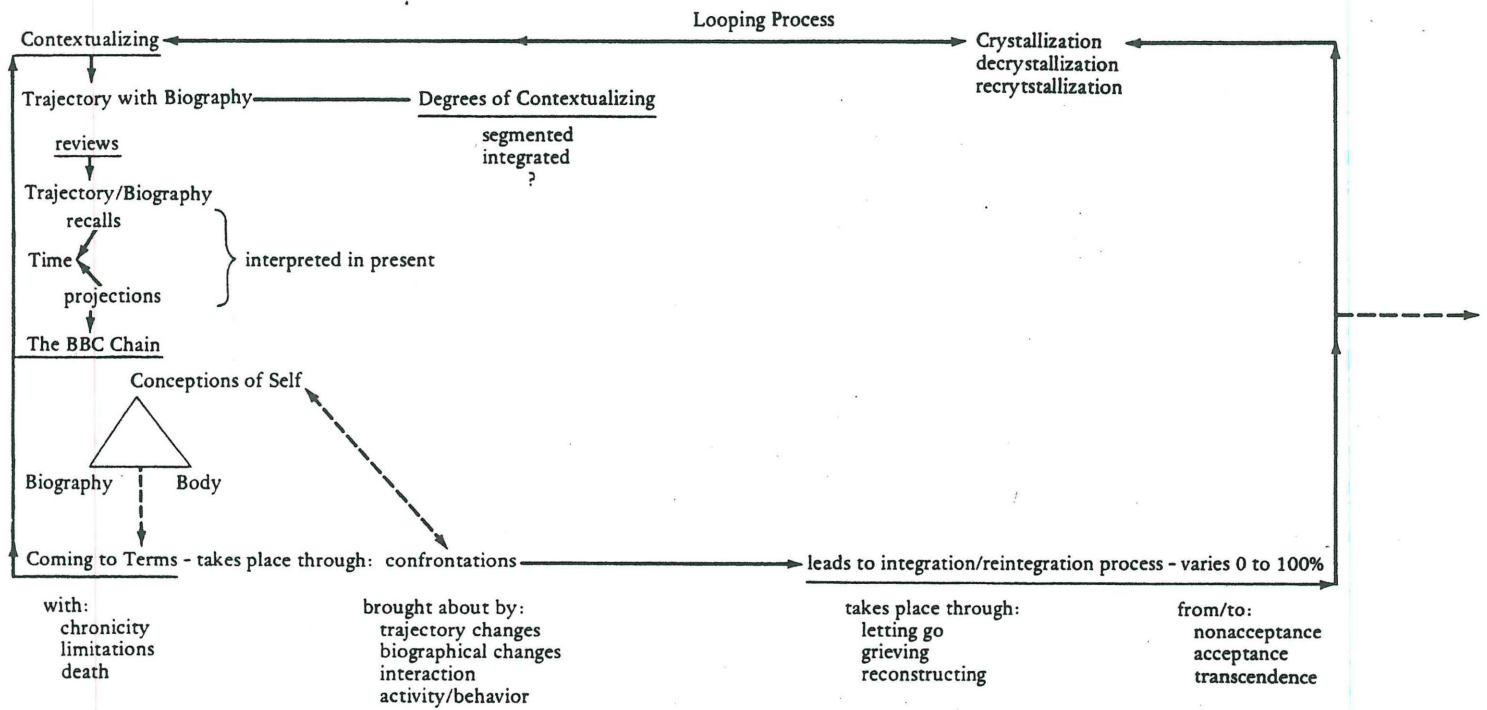 Looping Process
Contextualizing
Crystallization
decrystallization
recrytstallization
Trajectory with Biography
Degrees of Contextualizing
segmented
integrated
?
reviews
Trajectory/Biography
recalls
Time
interpreted in present
projections
The BBC Chain
Conceptions of Self
Biography
Body
Coming to Terms - takes place through: confrontations
leads to integration/reintegration process - varies 0 to 100%
with:
chronicity
limitations
death
brought about by:
trajectory changes
biographical changes
interaction
activity/behavior
takes place through:
letting go
grieving
reconstructing
from/to:
nonacceptance
acceptance
transcendence